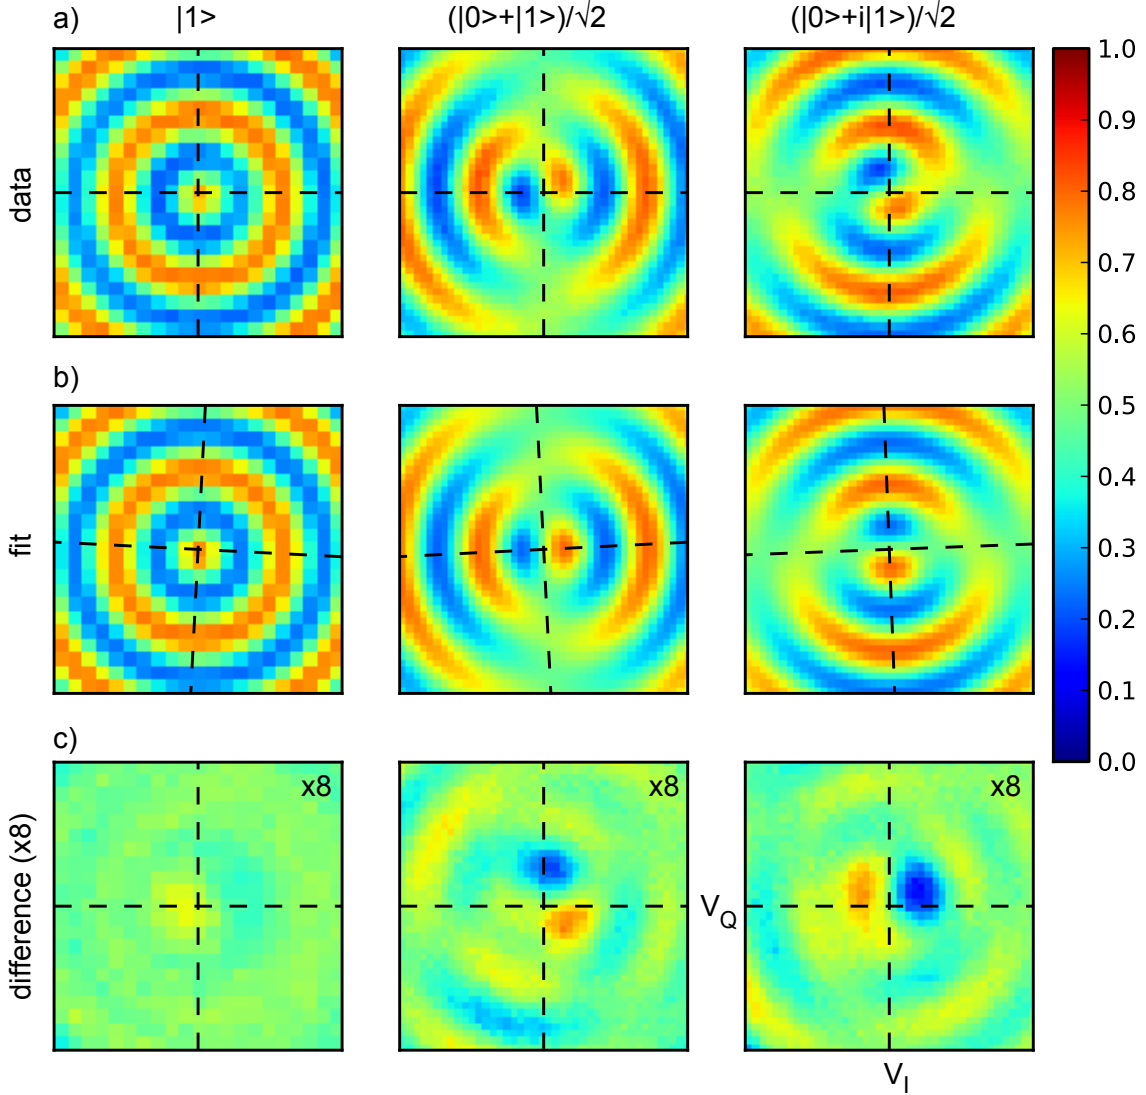 a)
|1>
(|0>+|1>)/√2
(|0>+i|1>)/√2
data
b)
fit
c)
difference (x8)
x8
x8
x8
V_Q
V_I
1.0
0.9
0.8
0.7
0.6
0.5
0.4
0.3
0.2
0.1
0.0